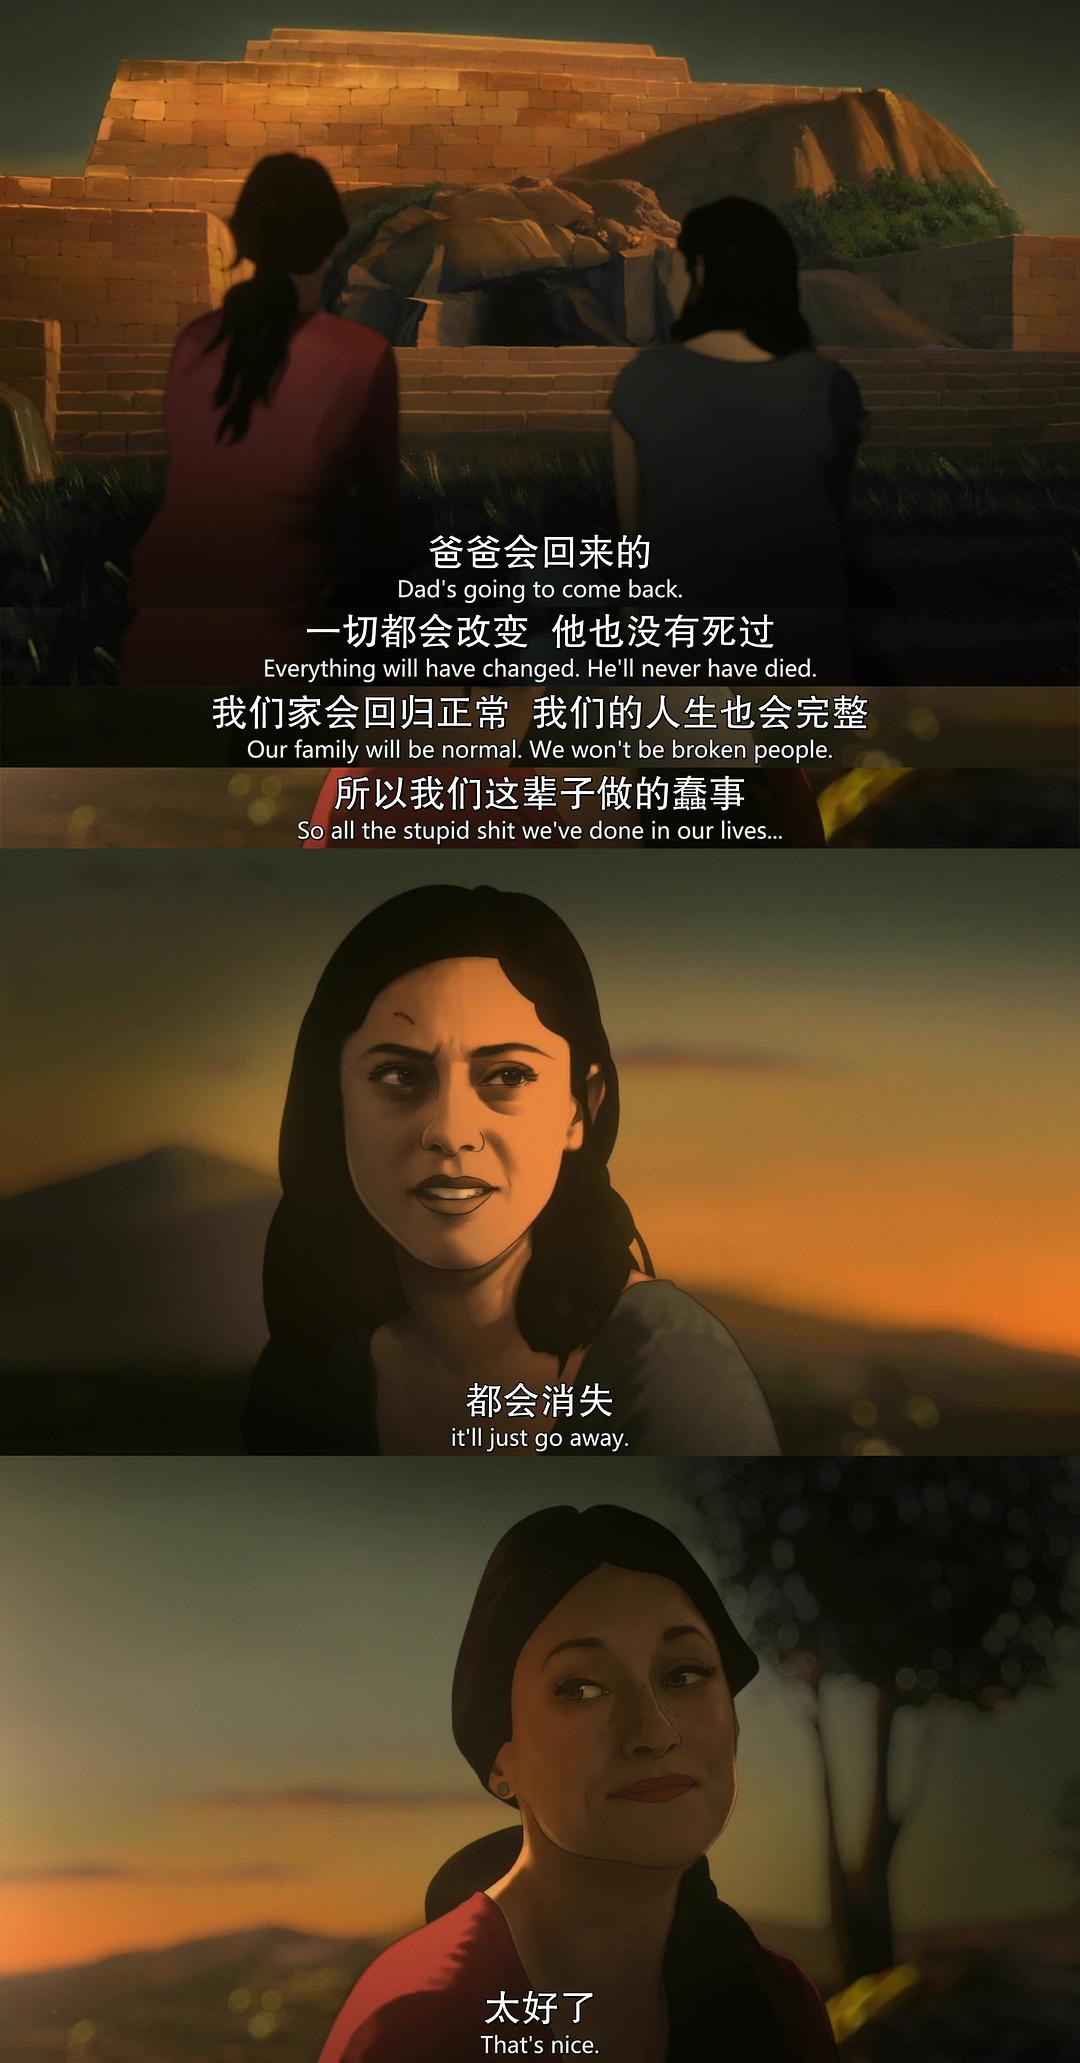 爸爸会回来的
Dad's going to come back.
一切都会改变 他也没有死过
Everything will have changed. He'll never have died.
我们家会回归正常 我们的人生也会完整
Our family will be normal. We won't be broken people.
所以我们这辈子做的蠢事
So all the stupid shit we've done in our lives...
都会消失
it'll just go away.
太好了
That's nice.